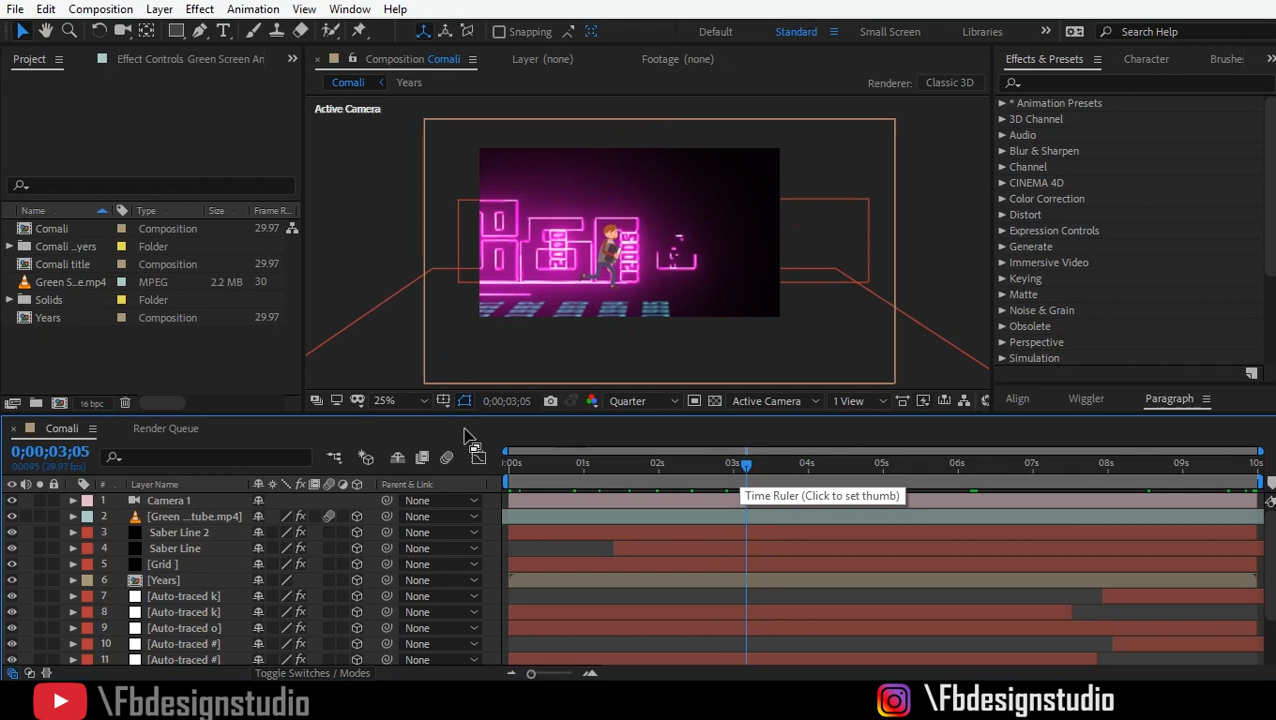 File Edit Composition Layer Effect Animation View Window Help
Snapping Default Standard Small Screen Libraries Search Help
Project Effect Controls Green Screen An Composition Comali Layer (none) Footage (none) Effects & Presets Character Brushe
Comali Years Renderer: Classic 3D
Active Camera
* Animation Presets
3D Channel
Audio
Blur & Sharpen
Channel
CINEMA 4D
Color Correction
Distort
Expression Controls
Generate
Immersive Video
Keying
Matte
Noise & Grain
Obsolete
Perspective
Simulation
Name Type Size Frame R...
Comali Composition 29.97
Comali ...yers Folder
Comali title Composition 29.97
Green S...e.mp4 MPEG 2.2 MB 30
Solids Folder
Years Composition 29.97
16 bpc 25% 0;00;03;05 Quarter Active Camera 1 View Align Wiggler Paragraph
Comali Render Queue
0;00;03;05
00095 (29.97 fps)
:00s 01s 02s 03s 04s 05s 06s 07s 08s 09s 10s
# Layer Name Parent & Link
Time Ruler (Click to set thumb)
1 Camera 1 None
2 [Green ...tube.mp4] None
3 Saber Line 2 None
4 Saber Line None
5 [Grid ] None
6 [Years] None
7 [Auto-traced k] None
8 [Auto-traced k] None
9 [Auto-traced o] None
10 [Auto-traced #] None
11 [Auto-traced #] None
Toggle Switches / Modes
\Fbdesignstudio \Fbdesignstudio